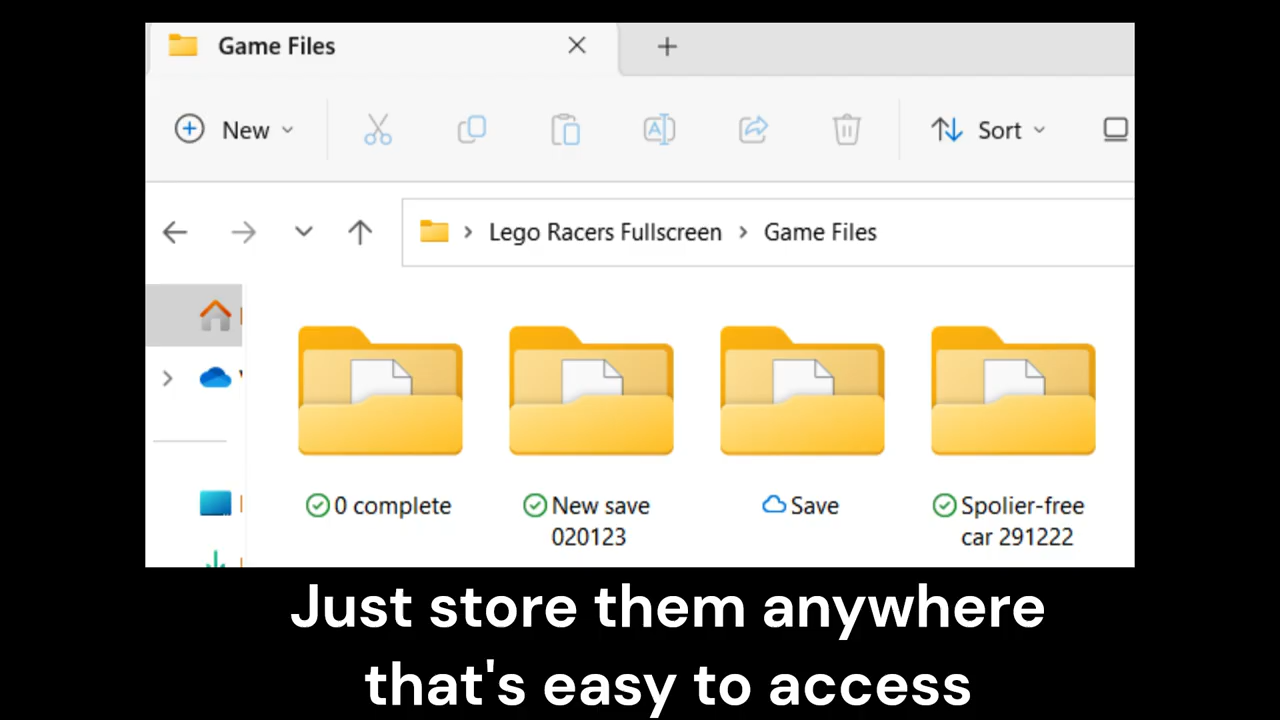 Game Files
New
Sort
Lego Racers Fullscreen > Game Files
0 complete
New save
020123
Save
Spolier-free
car 291222
Just store them anywhere
that's easy to access